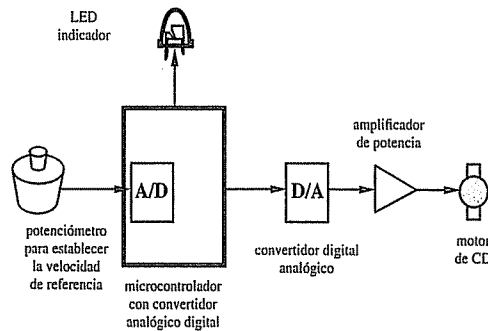 LED
indicador
amplificador
de potencia
A/D
D/A
potenciómetro
para establecer
la velocidad
de referencia
microcontrolador
con convertidor
analógico digital
convertidor digital
analógico
motor
de CD